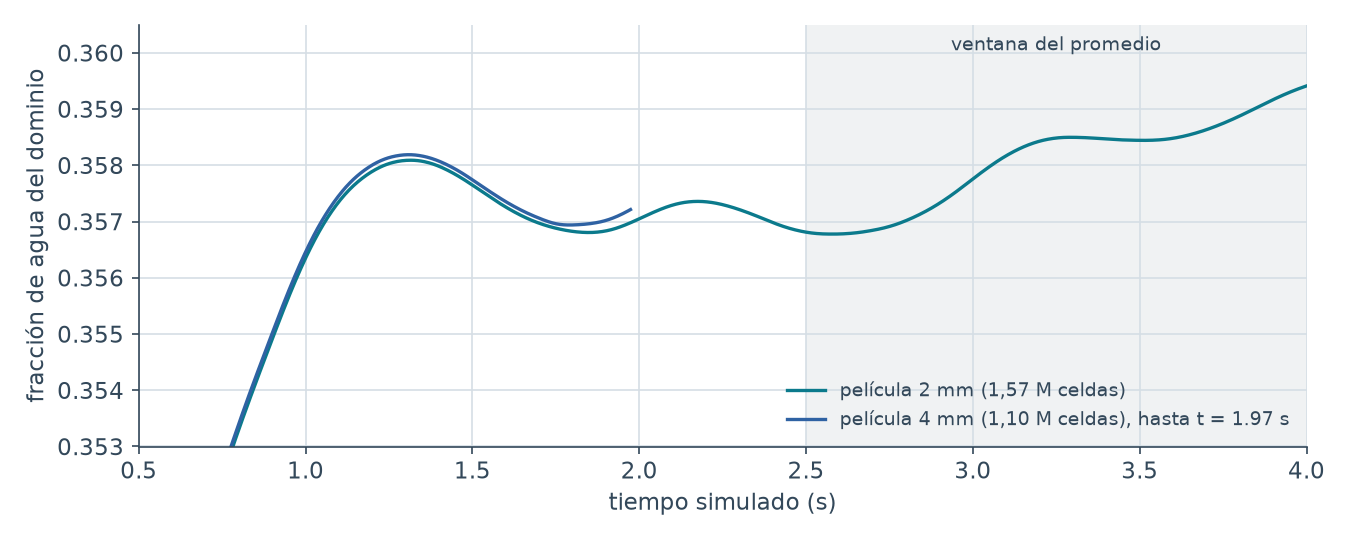 ventana del promedio
fracción de agua del dominio
0.360
0.359
0.358
0.357
0.356
0.355
0.354
0.353
película 2 mm (1,57 M celdas)
película 4 mm (1,10 M celdas), hasta t = 1.97 s
0.5 1.0 1.5 2.0 2.5 3.0 3.5 4.0
tiempo simulado (s)